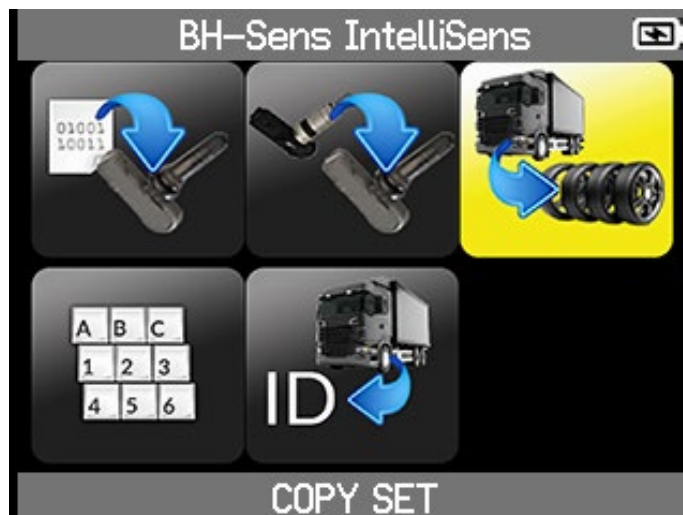 BH-Sens IntelliSens
01001
10011
A B C
1 2 3
4 5 6
ID
COPY SET